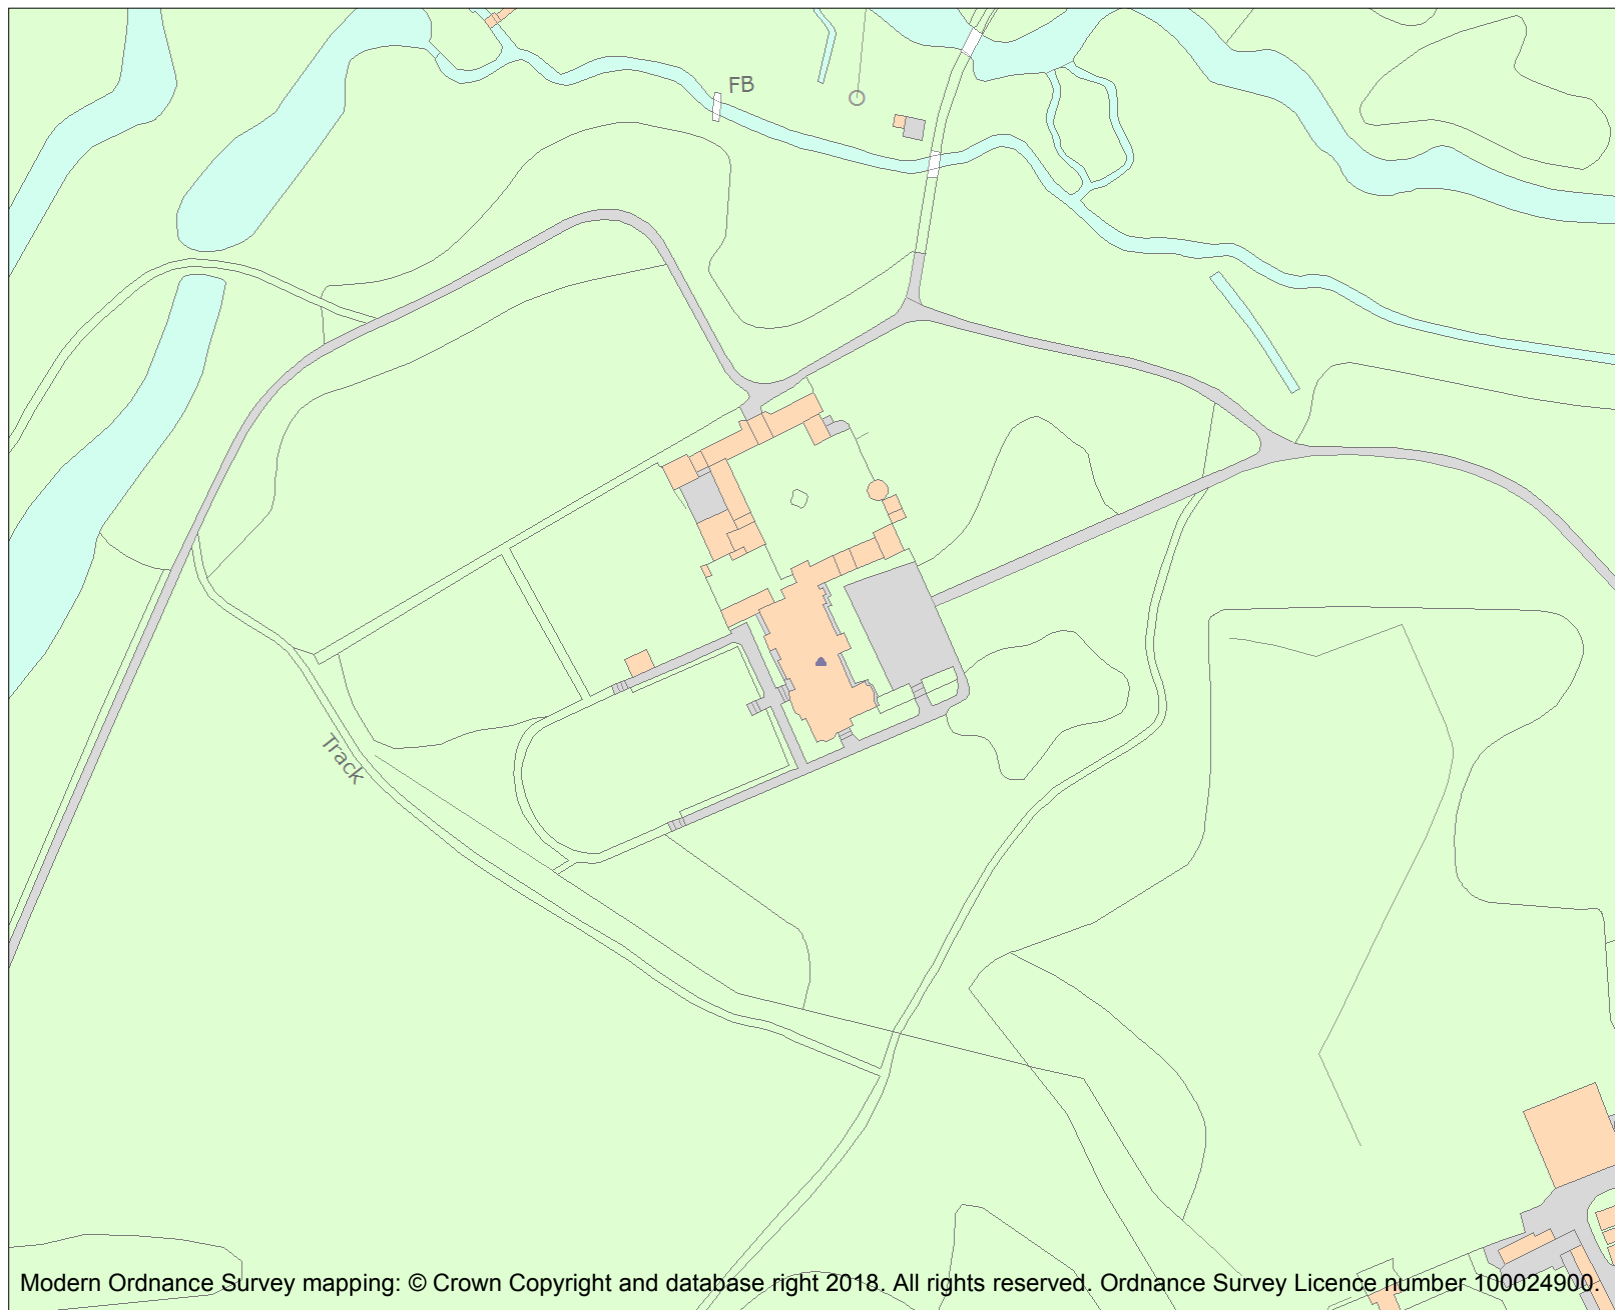 FB
Track
Modern Ordnance Survey mapping: © Crown Copyright and database right 2018. All rights reserved. Ordnance Survey Licence number 100024900.